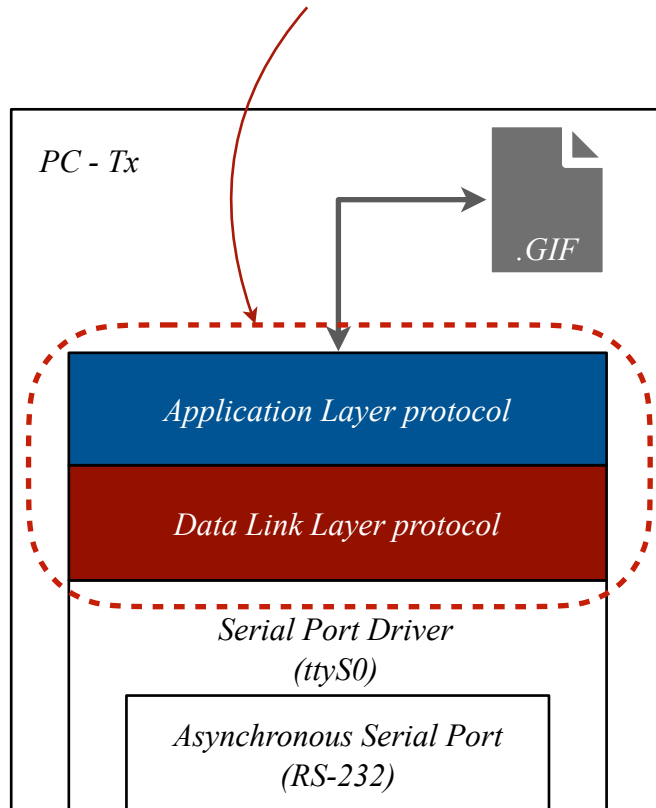 PC - Tx
.GIF
Application Layer protocol
Data Link Layer protocol
Serial Port Driver
(ttyS0)
Asynchronous Serial Port
(RS-232)